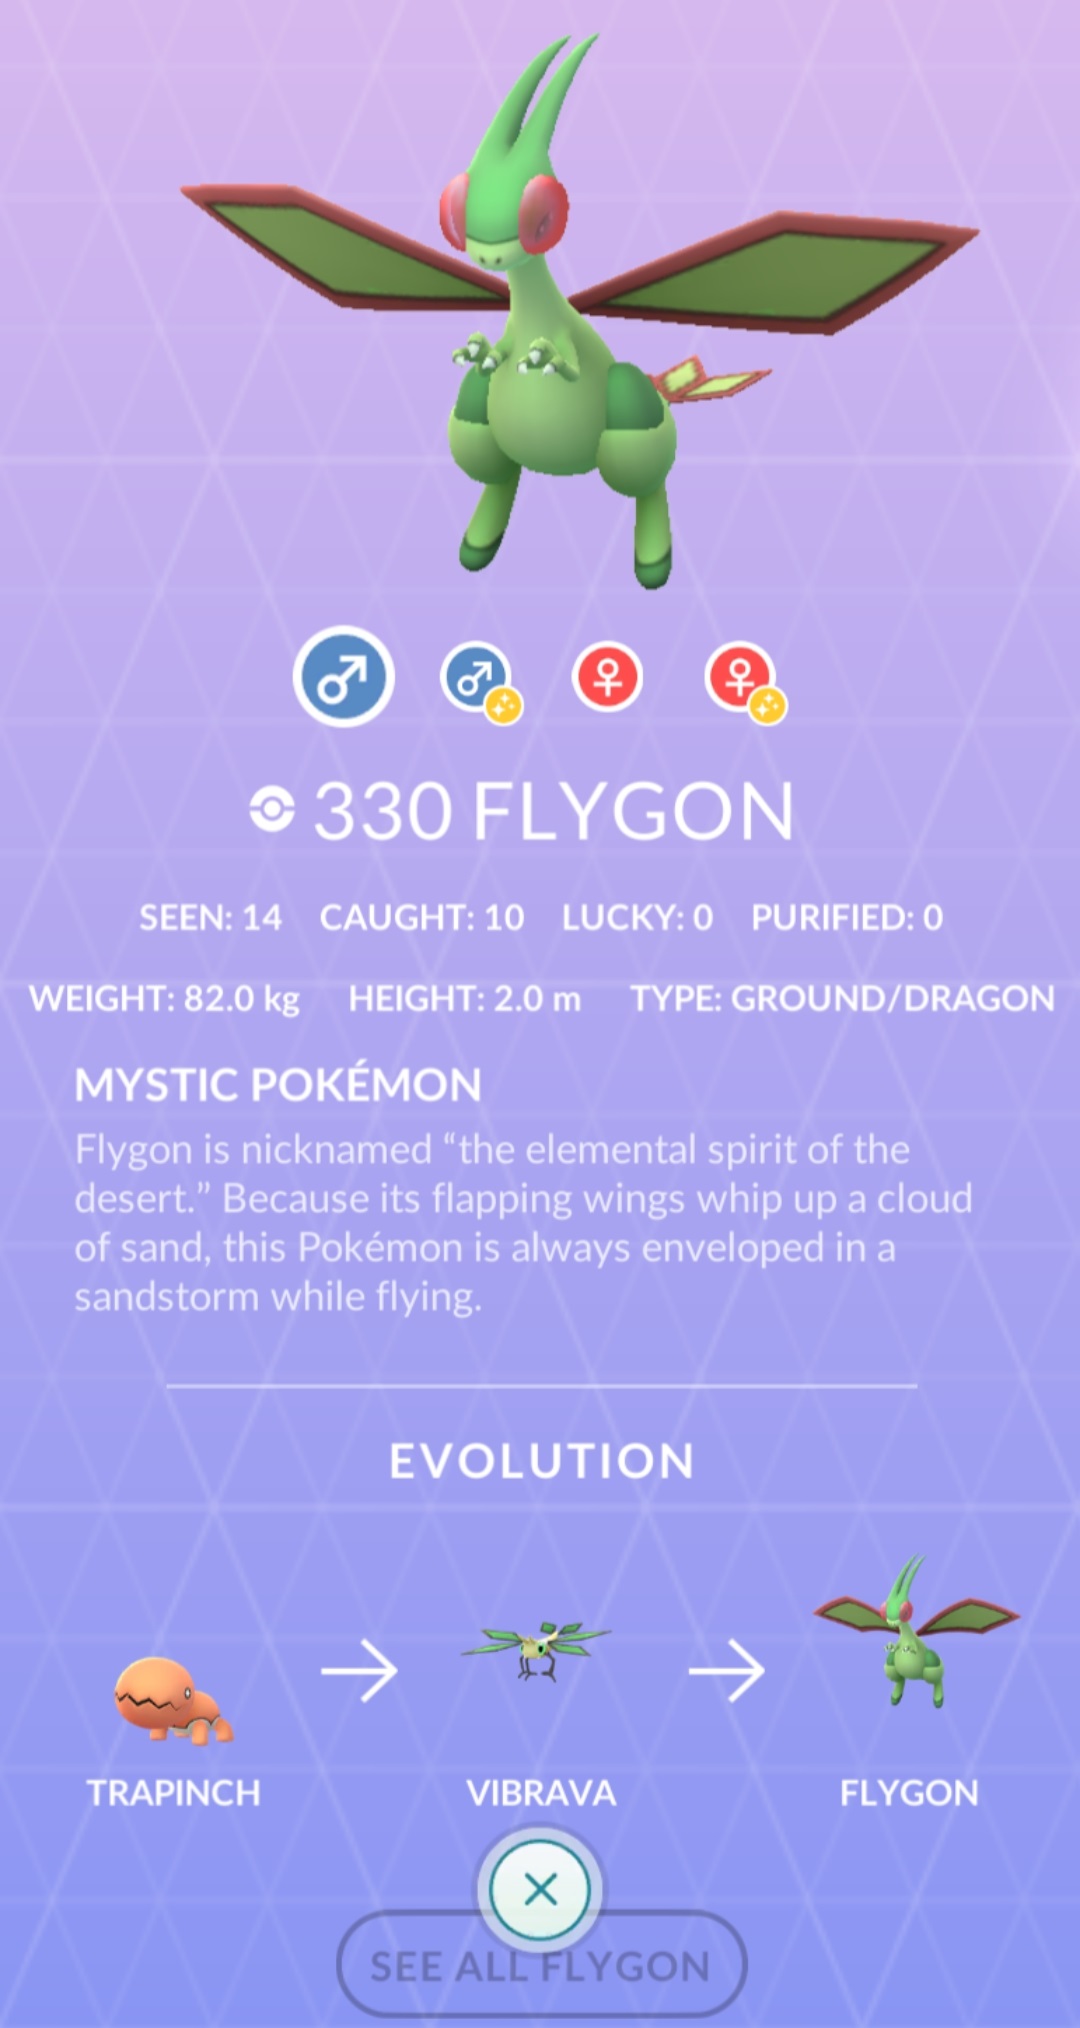 330 FLYGON
SEEN: 14 CAUGHT: 10 LUCKY: 0 PURIFIED: 0
WEIGHT: 82.0 kg HEIGHT: 2.0 m TYPE: GROUND/DRAGON
MYSTIC POKÉMON
Flygon is nicknamed “the elemental spirit of the
desert.” Because its flapping wings whip up a cloud
of sand, this Pokémon is always enveloped in a
sandstorm while flying.
EVOLUTION
TRAPINCH VIBRAVA FLYGON
SEE ALL FLYGON